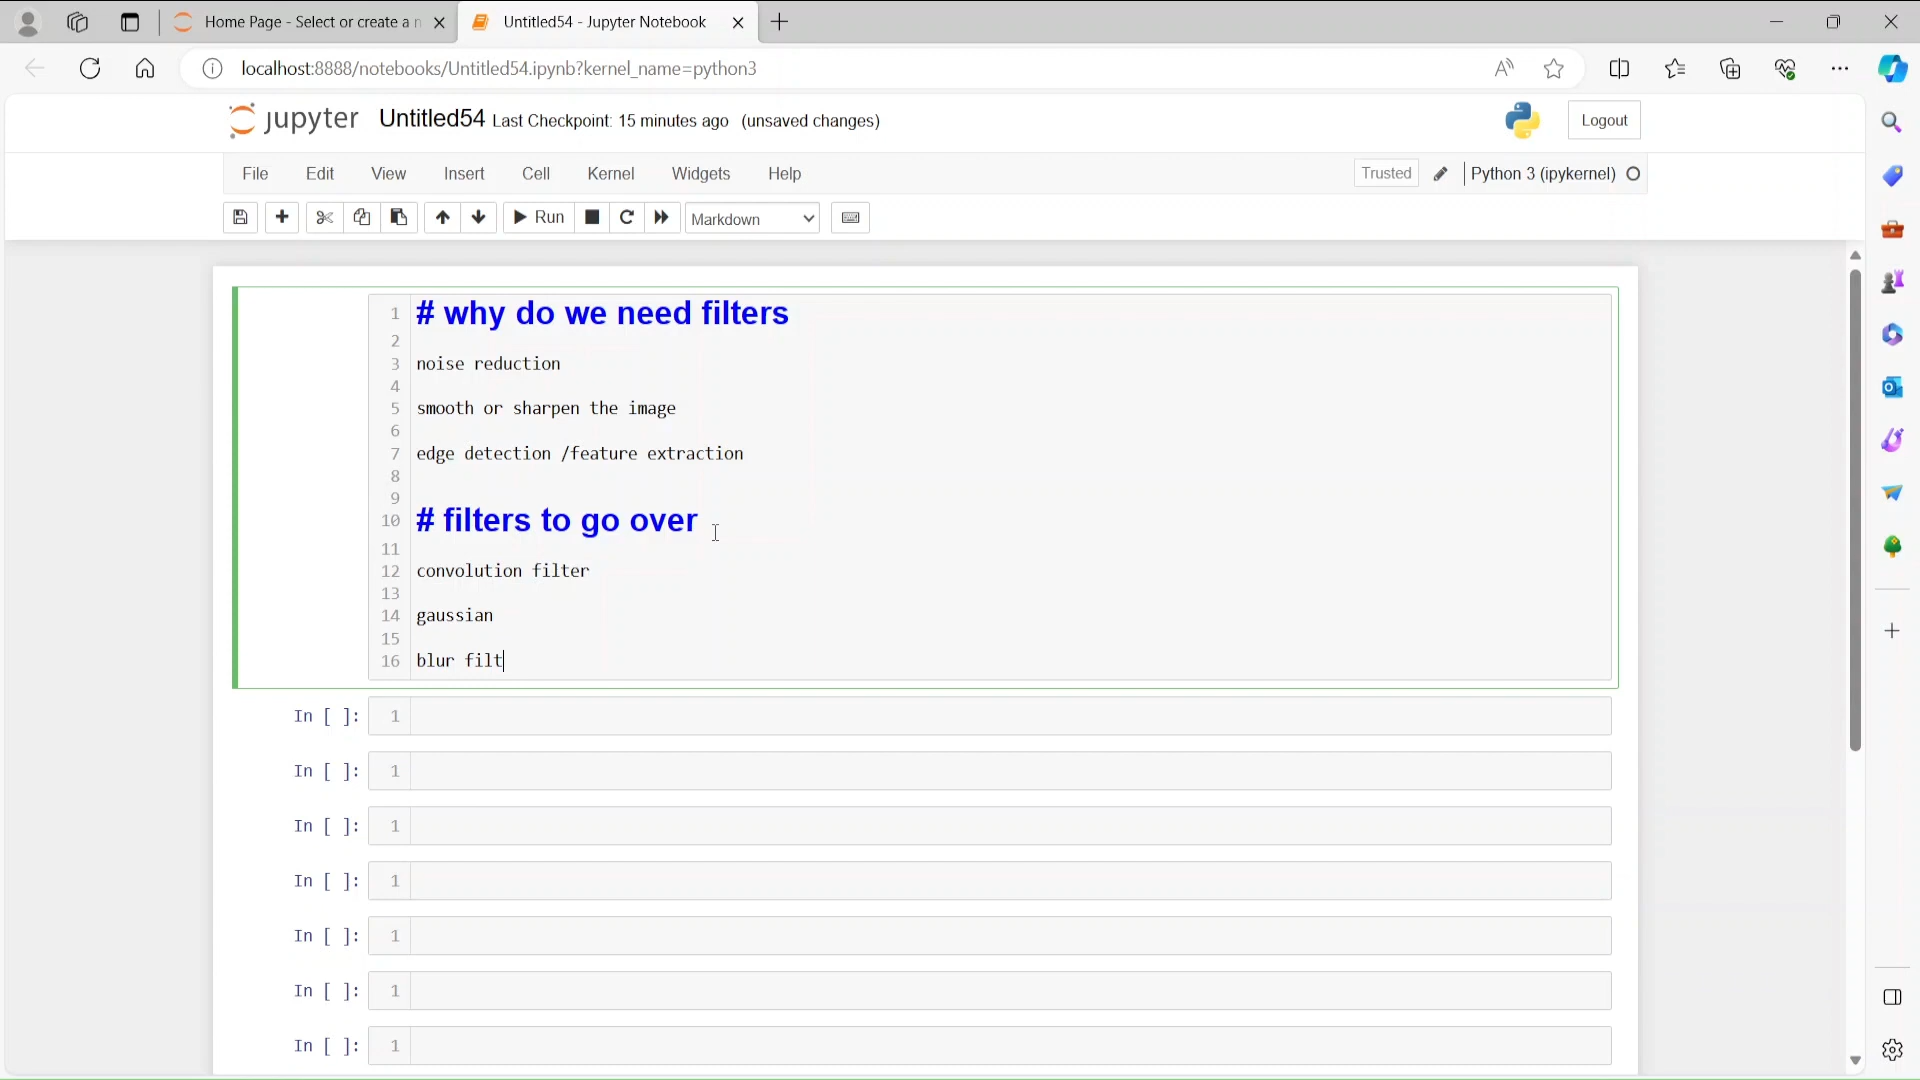 Home Page - Select or create a n
Untitled54 - Jupyter Notebook
localhost:8888/notebooks/Untitled54.ipynb?kernel_name=python3
jupyter Untitled54 Last Checkpoint: 15 minutes ago (unsaved changes)
Logout
File Edit View Insert Cell Kernel Widgets Help
Trusted Python 3 (ipykernel)
Run Markdown
1 # why do we need filters
2
3 noise reduction
4
5 smooth or sharpen the image
6
7 edge detection /feature extraction
8
9
10 # filters to go over
11
12 convolution filter
13
14 gaussian
15
16 blur filt
In [ ]: 1
In [ ]: 1
In [ ]: 1
In [ ]: 1
In [ ]: 1
In [ ]: 1
In [ ]: 1